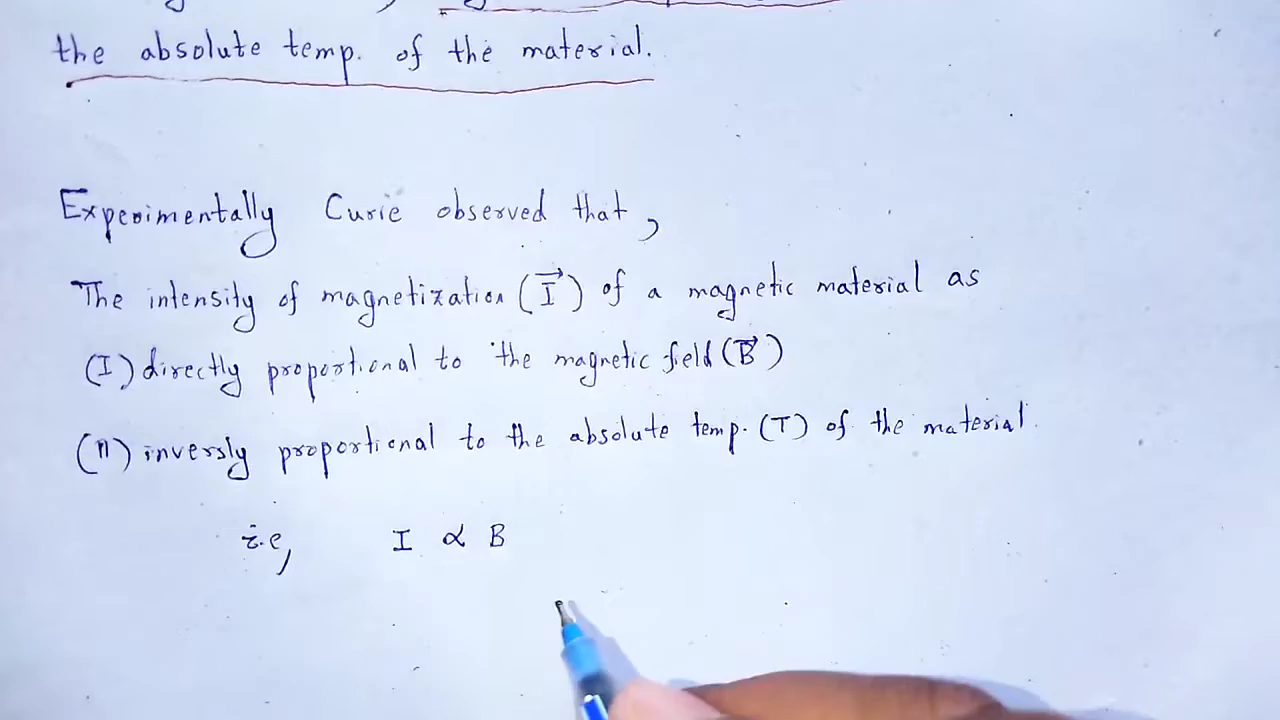 the absolute temp. of the material.
Experimentally Curie observed that,
The intensity of magnetization (I⃗) of a magnetic material as
(I) directly proportional to the magnetic field (B⃗)
(II) inversly proportional to the absolute temp. (T) of the material.
i.e, I ∝ B